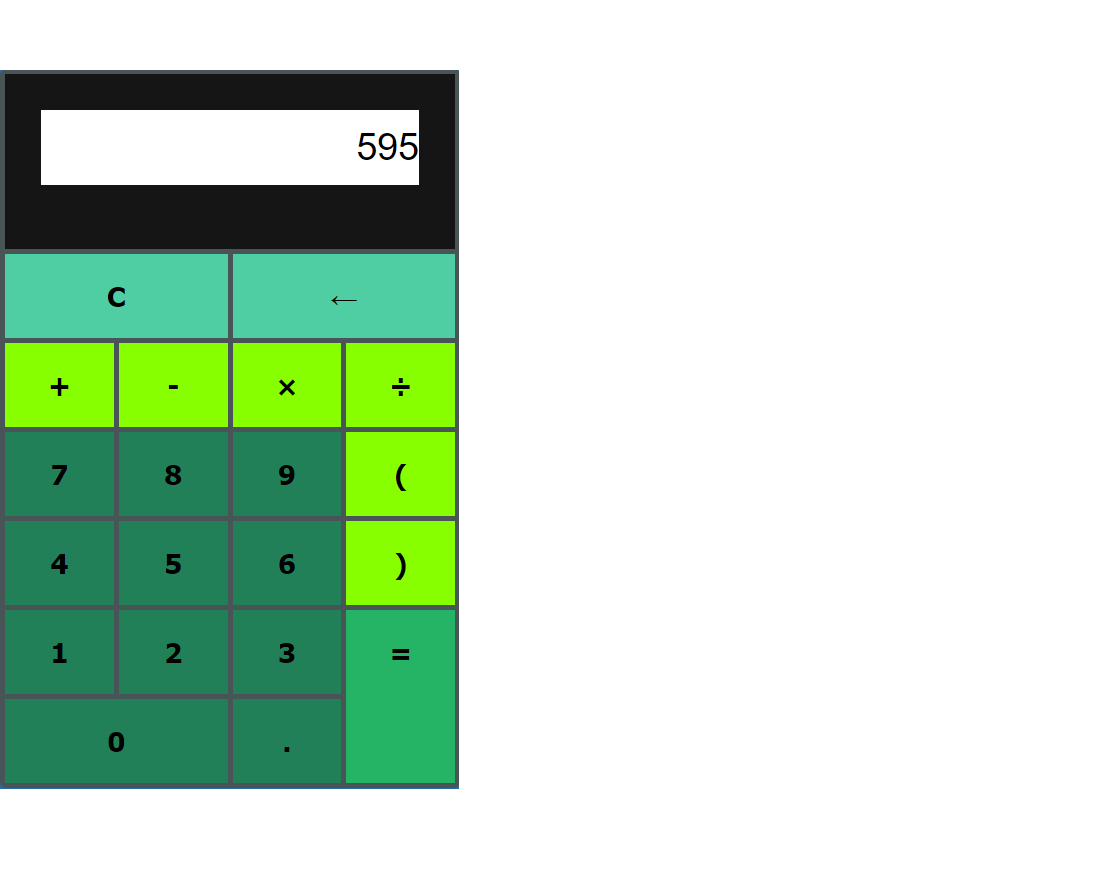 595
C ←
+ - × ÷
7 8 9 (
4 5 6 )
1 2 3 =
0 .